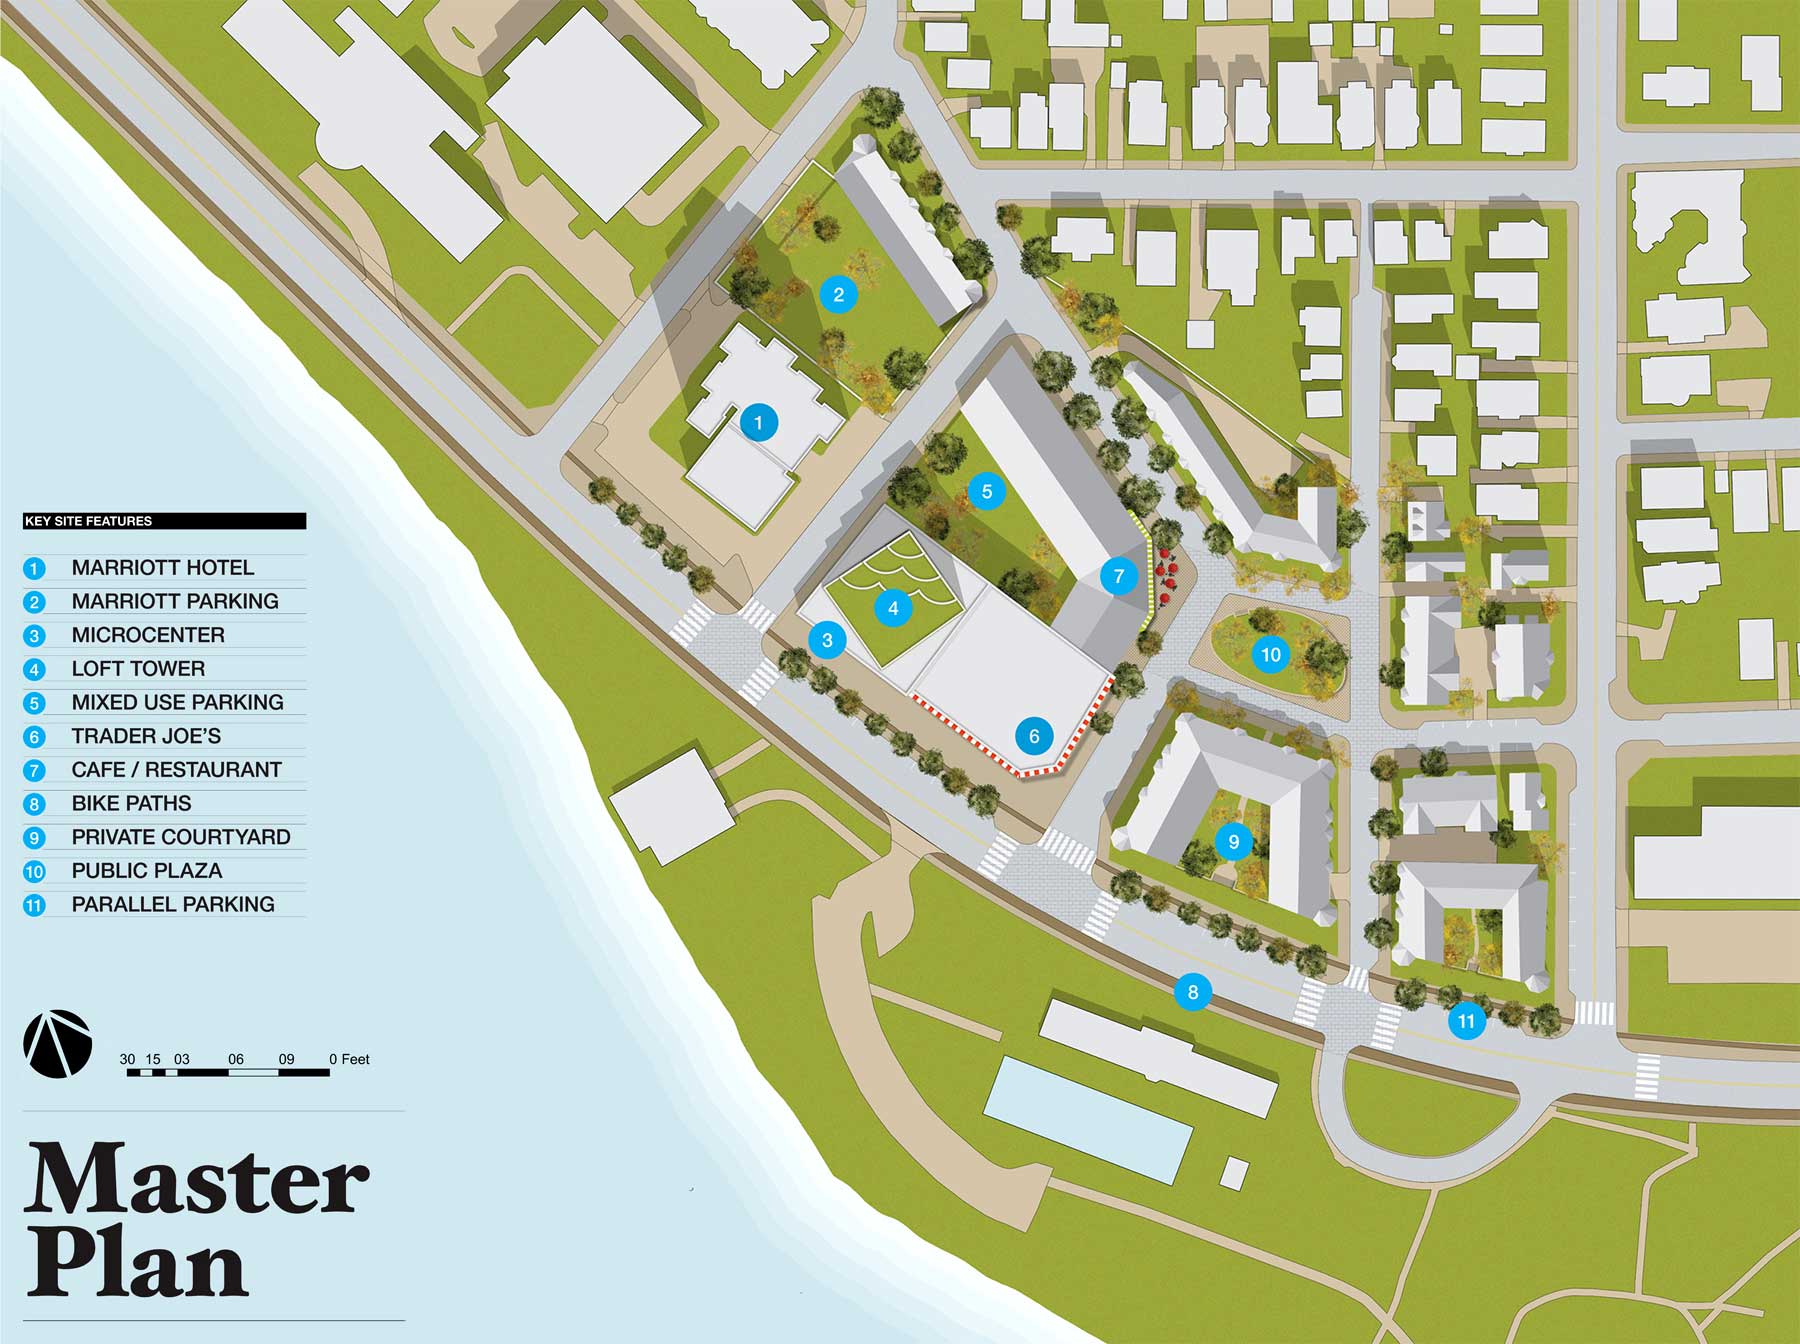 KEY SITE FEATURES
1 MARRIOTT HOTEL
2 MARRIOTT PARKING
3 MICROCENTER
4 LOFT TOWER
5 MIXED USE PARKING
6 TRADER JOE'S
7 CAFE / RESTAURANT
8 BIKE PATHS
9 PRIVATE COURTYARD
10 PUBLIC PLAZA
11 PARALLEL PARKING
30 15 03 06 09 0 Feet
Master
Plan
2
1
5
7
4
3
10
6
9
8
11